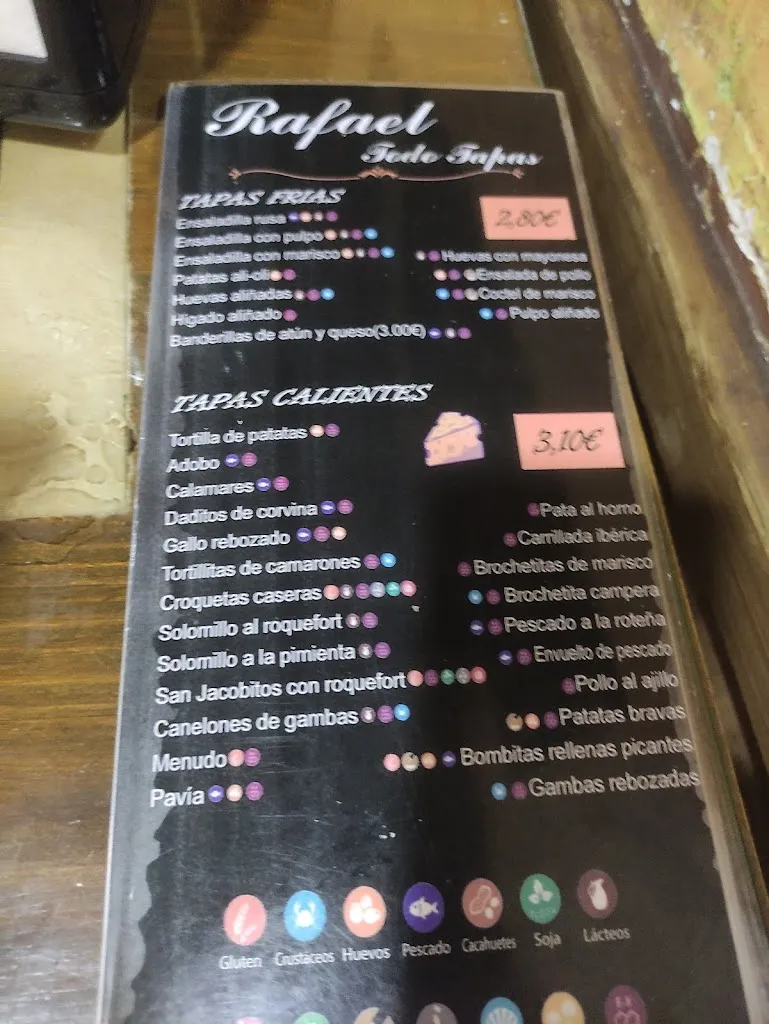 Rafael
Todo Tapas
TAPAS FRIAS
2,80€
Ensaladilla rusa
Ensaladilla con pulpo
Ensaladilla con marisco
Patatas ali-oli
Huevas aliñadas
Hígado aliñado
Banderillas de atún y queso(3.00€)
Huevas con mayonesa
Ensalada de pollo
Coctel de marisco
Pulpo aliñado
TAPAS CALIENTES
3,10€
Tortilla de patatas
Adobo
Calamares
Daditos de corvina
Gallo rebozado
Tortillitas de camarones
Croquetas caseras
Solomillo al roquefort
Solomillo a la pimienta
San Jacobitos con roquefort
Canelones de gambas
Menudo
Pavía
Pata al horno
Carrillada ibérica
Brochetitas de marisco
Brochetita campera
Pescado a la roteña
Envuelto de pescado
Pollo al ajillo
Patatas bravas
Bombitas rellenas picantes
Gambas rebozadas
Gluten
Crustáceos
Huevos
Pescado
Cacahuetes
Soja
Lácteos